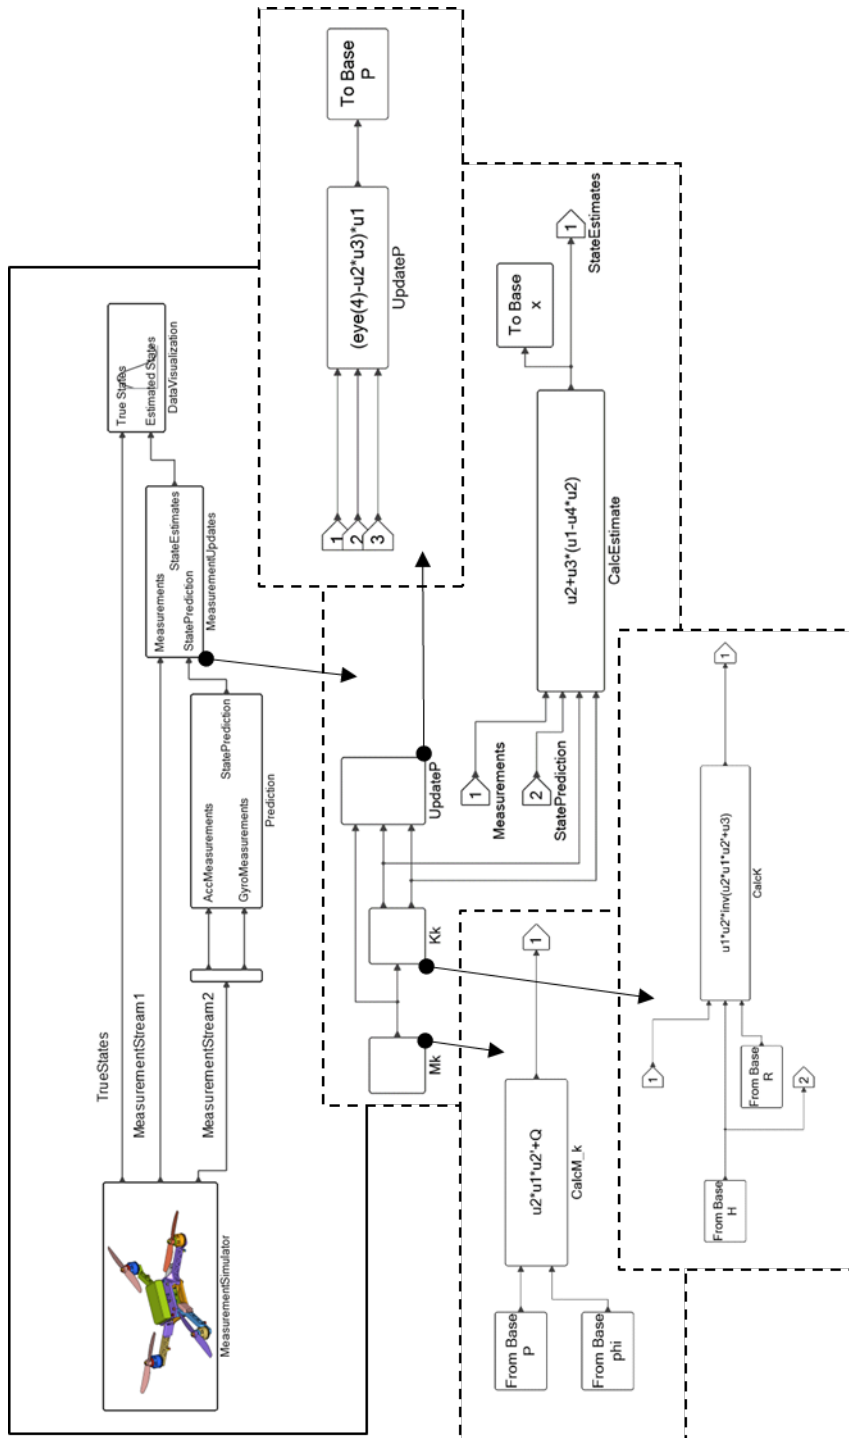 TrueStates
MeasurementStream1
MeasurementStream2
MeasurementSimulator
AccMeasurements
GyroMeasurements
StatePrediction
Prediction
Measurements
StatePrediction
StateEstimates
MeasurementUpdates
True States
Estimated States
DataVisualization
Mk
Kk
UpdateP
1
2
3
(eye(4)-u2*u3)*u1
UpdateP
To Base
P
1
Measurements
2
StatePrediction
u2+u3*(u1-u4*u2)
CalcEstimate
To Base
x
1
StateEstimates
From Base
P
From Base
phi
u2*u1*u2'+Q
CalcM_k
1
From Base
H
1
From Base
R
2
u1*u2'*inv(u2*u1*u2'+u3)
CalcK
1